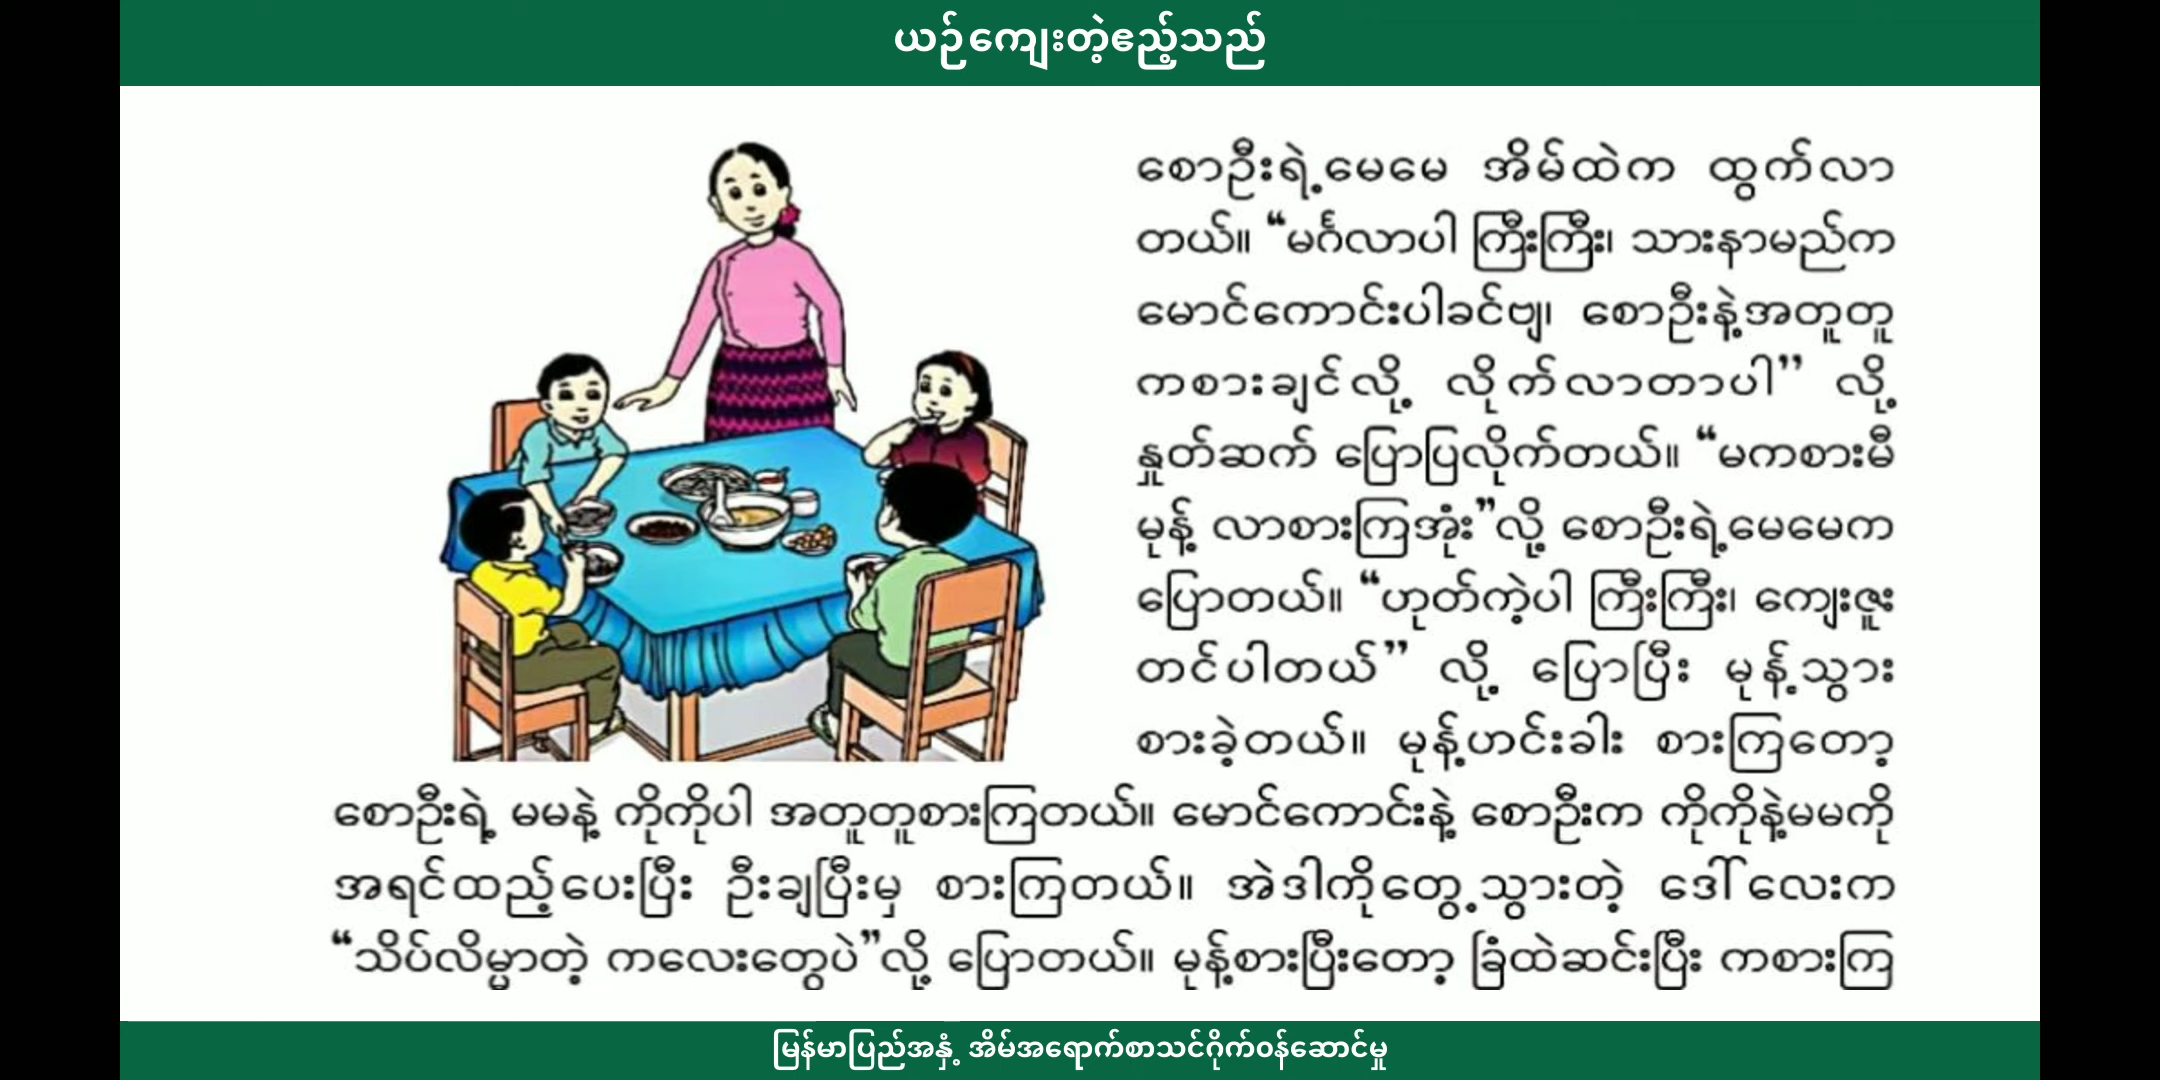 ယဉ်ကျေးတဲ့ဧည့်သည်
စောဦးရဲ့မေမေ အိမ်ထဲက ထွက်လာ
တယ်။ “မင်္ဂလာပါ ကြီးကြီး၊ သားနာမည်က
မောင်ကောင်းပါခင်ဗျ၊ စောဦးနဲ့အတူတူ
ကစားချင်လို့ လိုက်လာတာပါ” လို့
နှုတ်ဆက် ပြောပြလိုက်တယ်။ “မကစားမီ
မုန့် လာစားကြအုံး”လို့ စောဦးရဲ့မေမေက
ပြောတယ်။ “ဟုတ်ကဲ့ပါ ကြီးကြီး၊ ကျေးဇူး
တင်ပါတယ်” လို့ ပြောပြီး မုန့်သွား
စားခဲ့တယ်။ မုန့်ဟင်းခါး စားကြတော့
စောဦးရဲ့ မမနဲ့ ကိုကိုပါ အတူတူစားကြတယ်။ မောင်ကောင်းနဲ့ စောဦးက ကိုကိုနဲ့မမကို
အရင်ထည့်ပေးပြီး ဦးချပြီးမှ စားကြတယ်။ အဲဒါကိုတွေ့သွားတဲ့ ဒေါ်လေးက
“သိပ်လိမ္မာတဲ့ ကလေးတွေပဲ”လို့ ပြောတယ်။ မုန့်စားပြီးတော့ ခြံထဲဆင်းပြီး ကစားကြ
မြန်မာပြည်အနှံ့ အိမ်အရောက်စာသင်ဂိုက်ဝန်ဆောင်မှု